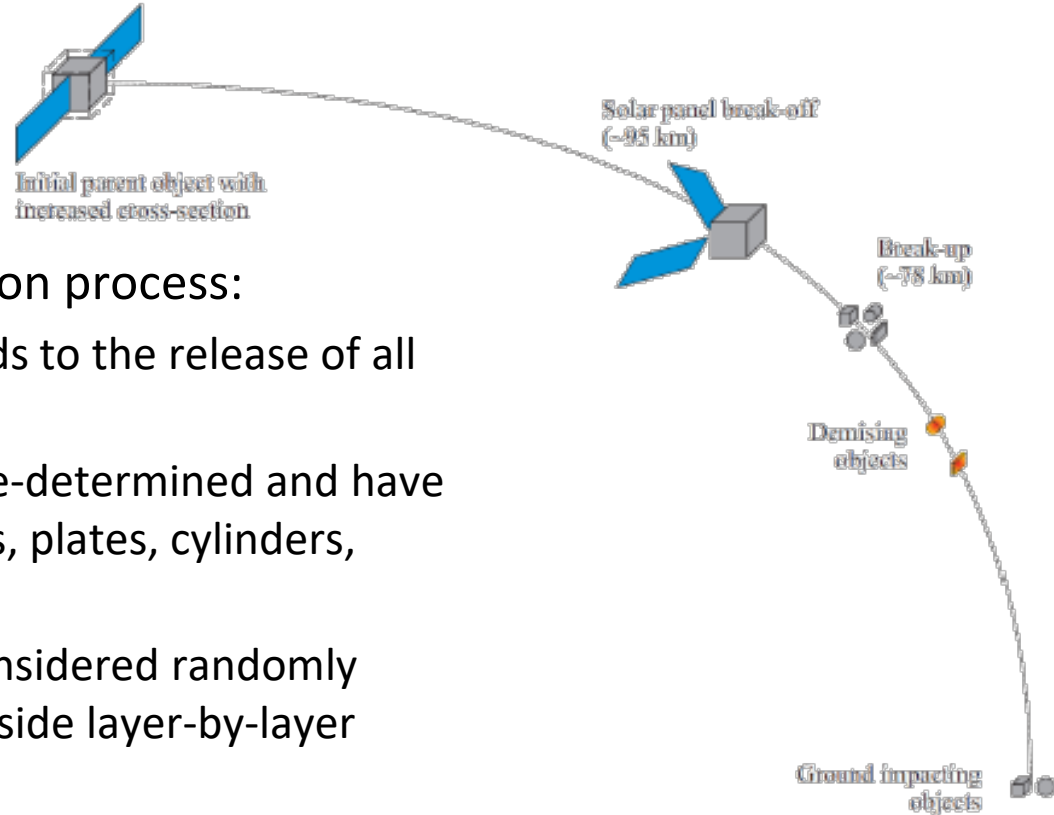 Initial parent object with
increased cross-section
Solar panel break-off
(~95 km)
Break-up
(~78 km)
on process:
ds to the release of all
e-determined and have
s, plates, cylinders,
nsidered randomly
side layer-by-layer
Demising
objects
Ground impacting
objects